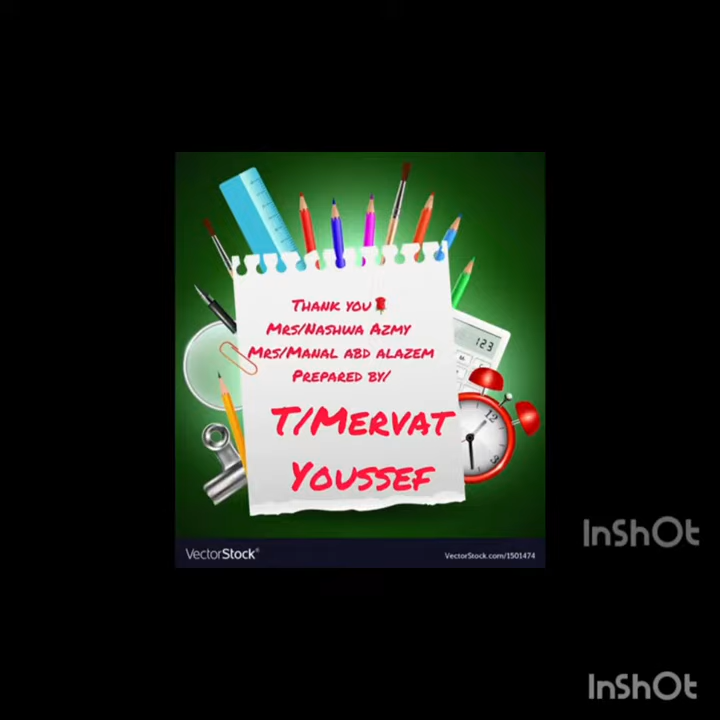 Thank you🌹
Mrs/Nashwa Azmy
Mrs/Manal abd alazem
Prepared by/
T/Mervat
Youssef
123
12
VectorStock®
VectorStock.com/1501474
InShOt
InShOt